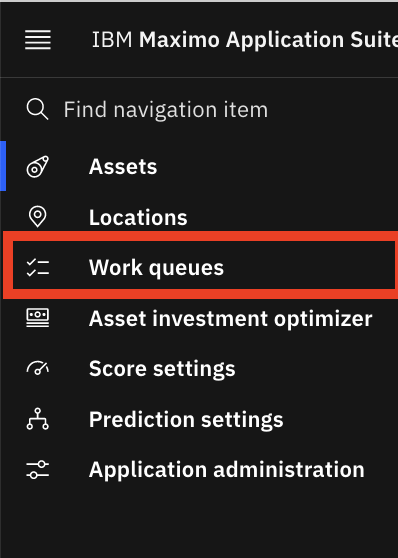 IBM Maximo Application Suite
Find navigation item
Assets
Locations
Work queues
Asset investment optimizer
Score settings
Prediction settings
Application administration